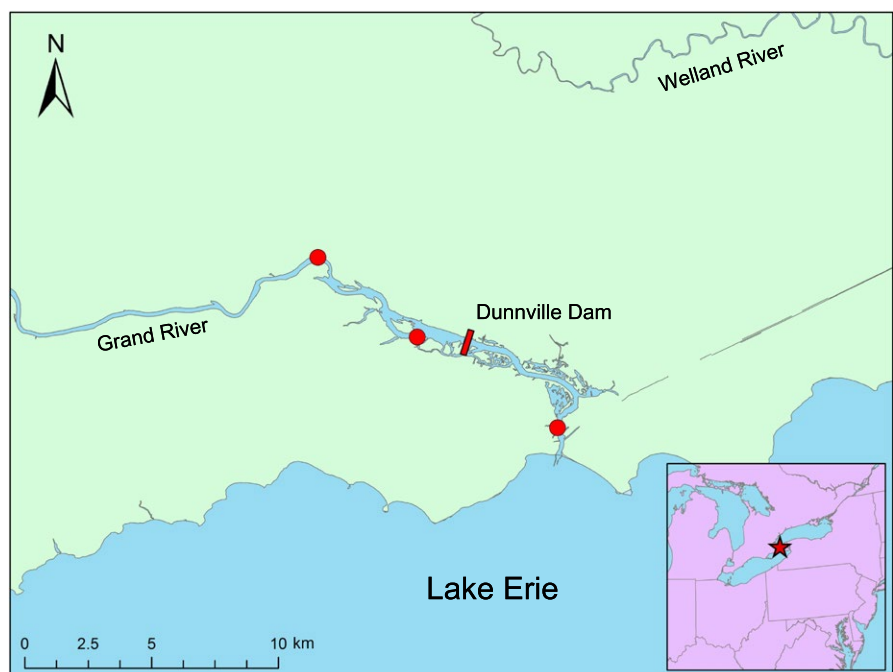 N
Welland River
Dunnville Dam
Grand River
Lake Erie
0 2.5 5 10 km